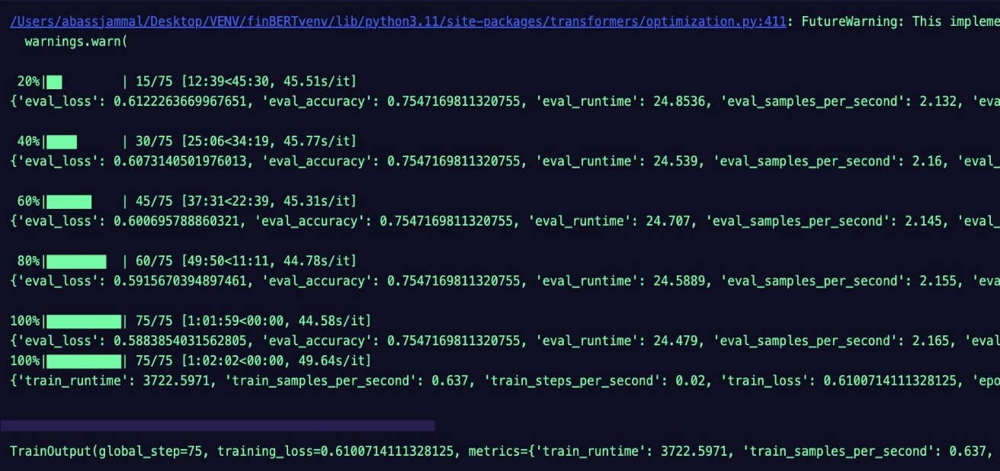 /Users/abassjammal/Desktop/VENV/finBERTvenv/lib/python3.11/site-packages/transformers/optimization.py:411: FutureWarning: This impleme
warnings.warn(
20%| | 15/75 [12:39<45:30, 45.51s/it]
{'eval_loss': 0.6122263669967651, 'eval_accuracy': 0.7547169811320755, 'eval_runtime': 24.8536, 'eval_samples_per_second': 2.132, 'eva
40%| | 30/75 [25:06<34:19, 45.77s/it]
{'eval_loss': 0.6073140501976013, 'eval_accuracy': 0.7547169811320755, 'eval_runtime': 24.539, 'eval_samples_per_second': 2.16, 'eval_
60%| | 45/75 [37:31<22:39, 45.31s/it]
{'eval_loss': 0.600695788860321, 'eval_accuracy': 0.7547169811320755, 'eval_runtime': 24.707, 'eval_samples_per_second': 2.145, 'eval_
80%| | 60/75 [49:50<11:11, 44.78s/it]
{'eval_loss': 0.5915670394897461, 'eval_accuracy': 0.7547169811320755, 'eval_runtime': 24.5889, 'eval_samples_per_second': 2.155, 'eva
100%| | 75/75 [1:01:59<00:00, 44.58s/it]
{'eval_loss': 0.5883854031562805, 'eval_accuracy': 0.7547169811320755, 'eval_runtime': 24.479, 'eval_samples_per_second': 2.165, 'eval
100%| | 75/75 [1:02:02<00:00, 49.64s/it]
{'train_runtime': 3722.5971, 'train_samples_per_second': 0.637, 'train_steps_per_second': 0.02, 'train_loss': 0.6100714111328125, 'epo
TrainOutput(global_step=75, training_loss=0.6100714111328125, metrics={'train_runtime': 3722.5971, 'train_samples_per_second': 0.637,